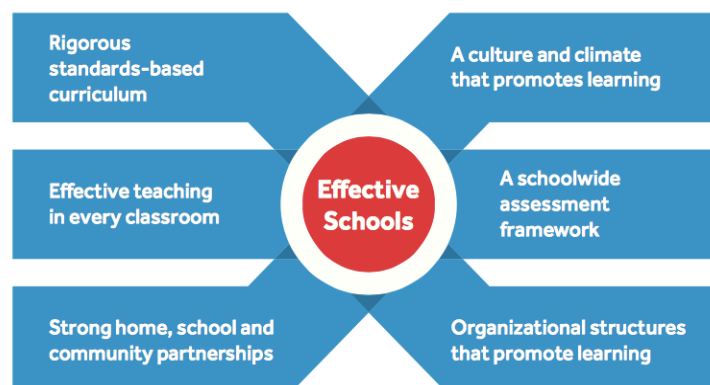 Rigorous
standards-based
curriculum
A culture and climate
that promotes learning
Effective teaching
in every classroom
Effective
Schools
A schoolwide
assessment
framework
Strong home, school and
community partnerships
Organizational structures
that promote learning